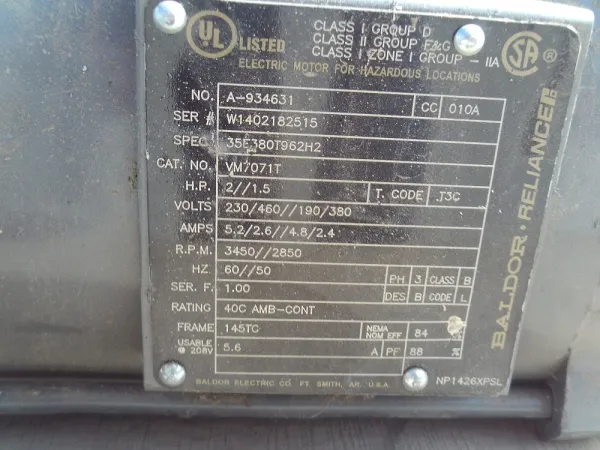 UL LISTED
CLASS I GROUP D
CLASS II GROUP F&G
CLASS I ZONE I GROUP - IIA
ELECTRIC MOTOR FOR HAZARDOUS LOCATIONS
SA ®
NO. A-934631 CC 010A
SER # W1402182515
SPEC 35E380T962H2
CAT. NO. VM7071T
H.P. 2//1.5 T. CODE T3C
VOLTS 230/460//190/380
AMPS 5.2/2.6//4.8/2.4
R.P.M. 3450//2850
HZ 60//50 PH 3 CLASS B
SER. F. 1.00 DES B CODE L
RATING 40C AMB-CONT
FRAME 145TC NEMA NOM EFF 84
USABLE @ 208V 5.6 A PF 88 %
BALDOR ELECTRIC CO. FT. SMITH, AR. U.S.A. NP1426XPSL
BALDOR · RELIANCE